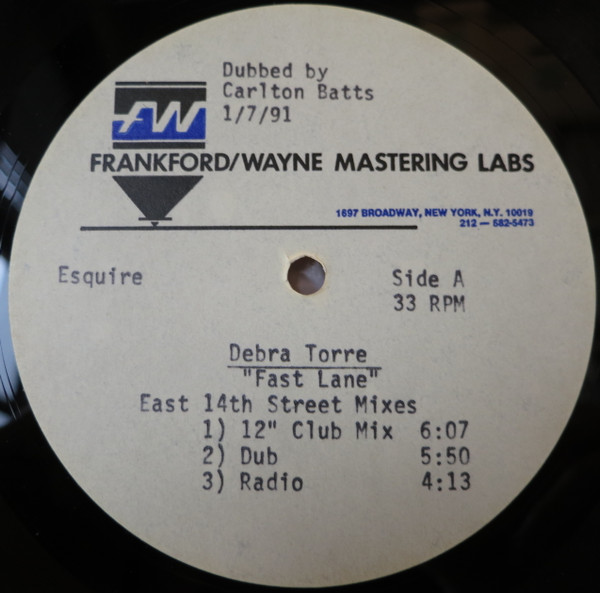 Dubbed by
Carlton Batts
1/7/91
FW
FRANKFORD/WAYNE MASTERING LABS
1697 BROADWAY, NEW YORK, N.Y. 10019
212 — 582-5473
Esquire
Side A
33 RPM
Debra Torre
"Fast Lane"
East 14th Street Mixes
1) 12" Club Mix 6:07
2) Dub 5:50
3) Radio 4:13